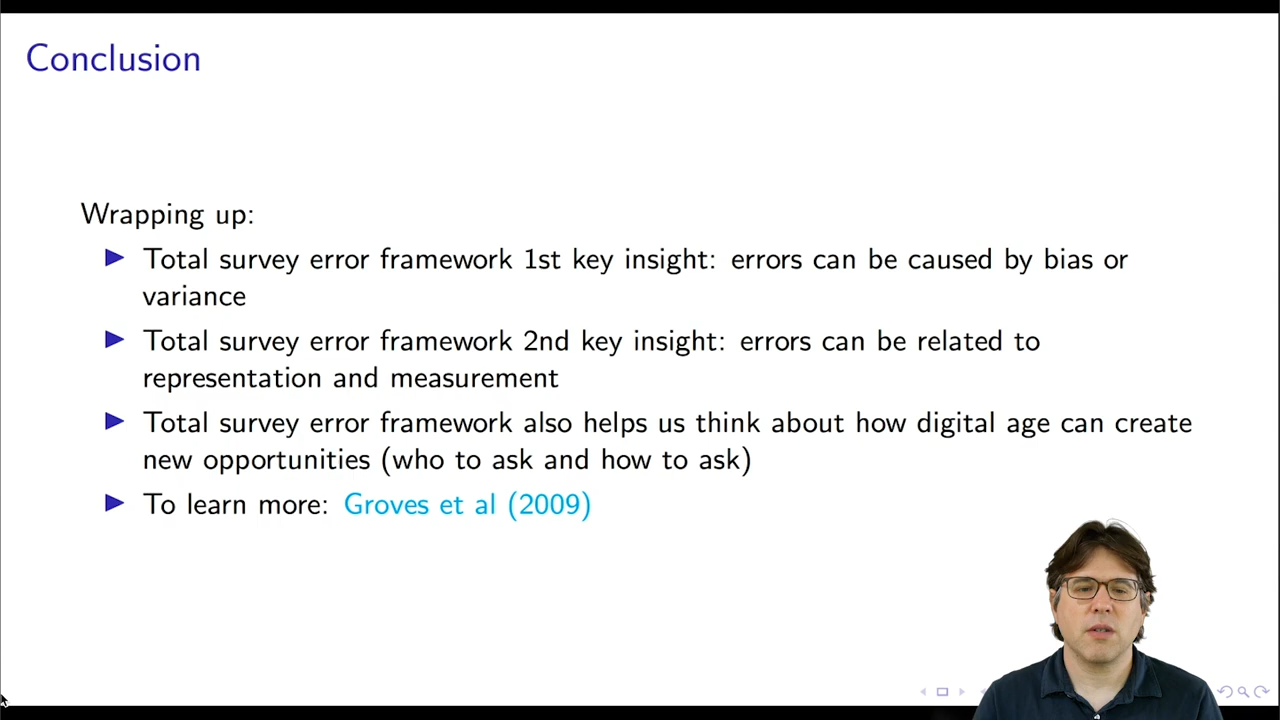 Conclusion
Wrapping up:
Total survey error framework 1st key insight: errors can be caused by bias or
variance
Total survey error framework 2nd key insight: errors can be related to
representation and measurement
Total survey error framework also helps us think about how digital age can create
new opportunities (who to ask and how to ask)
To learn more: Groves et al (2009)